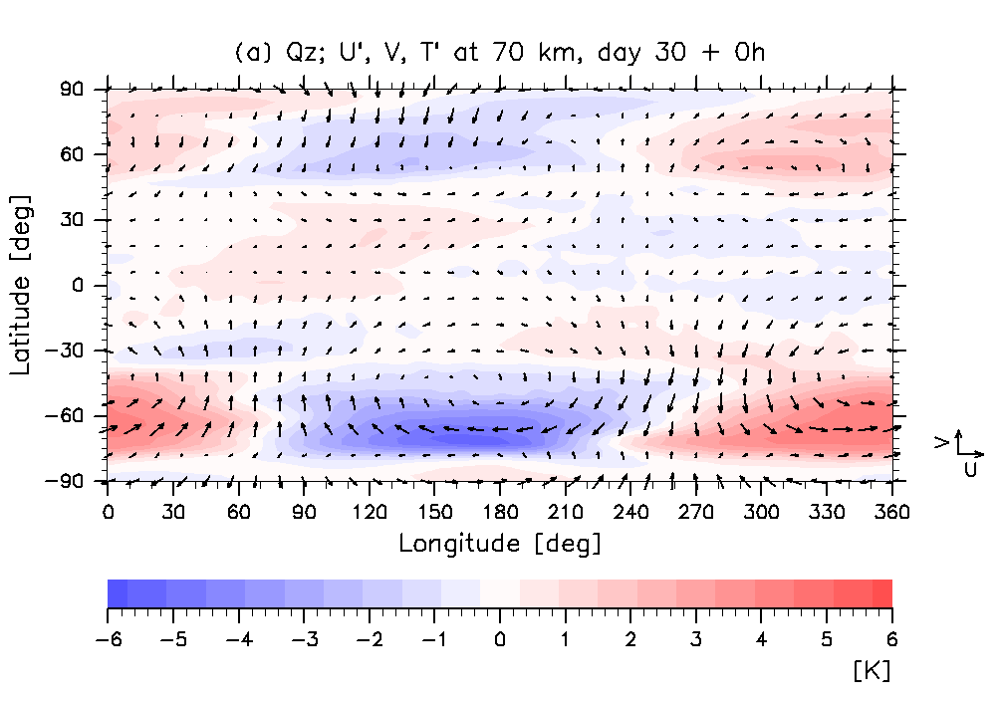 (a) Qz; U', V, T' at 70 km, day 30 + 0h
90
60
30
0
−30
−60
−90
Latitude [deg]
0 30 60 90 120 150 180 210 240 270 300 330 360
Longitude [deg]
V
U
−6 −5 −4 −3 −2 −1 0 1 2 3 4 5 6
[K]